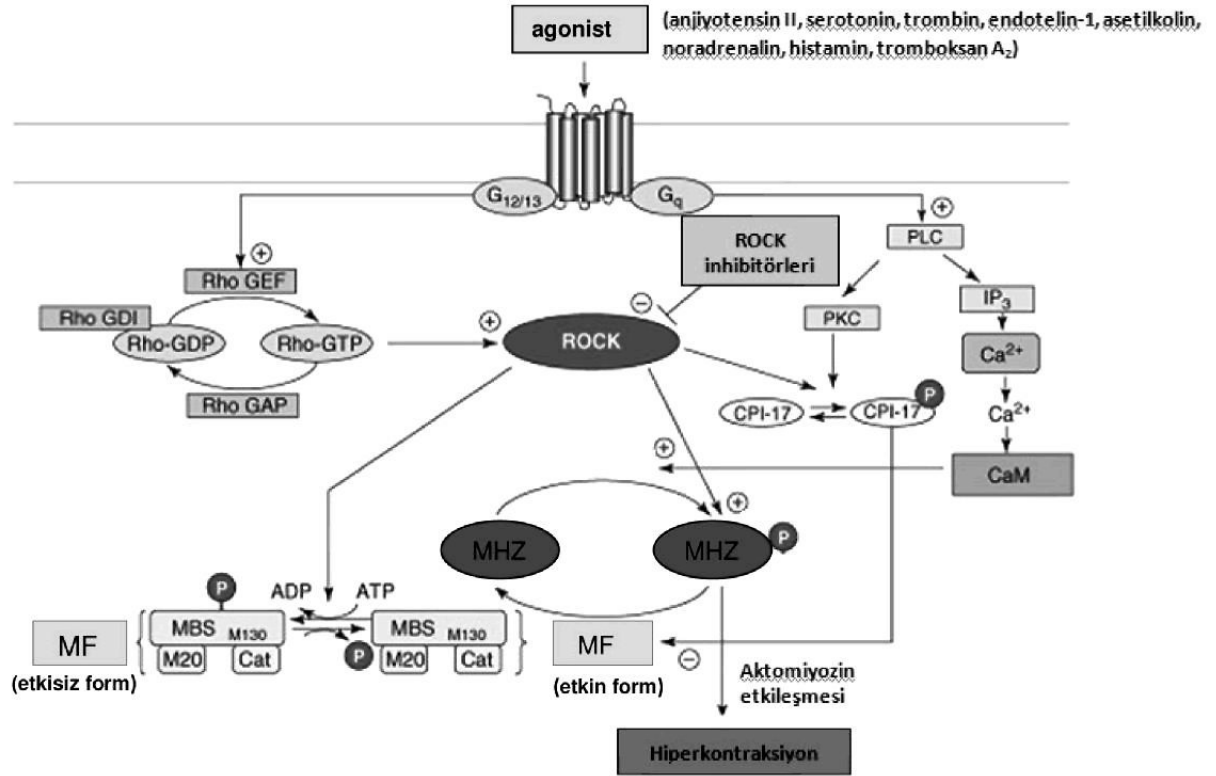 agonist
(anjiyotensin II, serotonin, trombin, endotelin-1, asetilkolin,
noradrenalin, histamin, tromboksan A₂)
G12/13
Gq
+
+
PLC
ROCK
inhibitörleri
Rho GEF
IP3
−
PKC
Rho GDI
+
Rho-GDP
Rho-GTP
ROCK
Ca²⁺
Rho GAP
P
CPI-17
CPI-17
Ca²⁺
+
CaM
+
MHZ
MHZ
P
P
ADP
ATP
MBS M130
MBS M130
MF
MF
M20
Cat
P
M20
Cat
−
(etkisiz form)
(etkin form)
Aktomiyozin
etkileşmesi
Hiperkontraksiyon